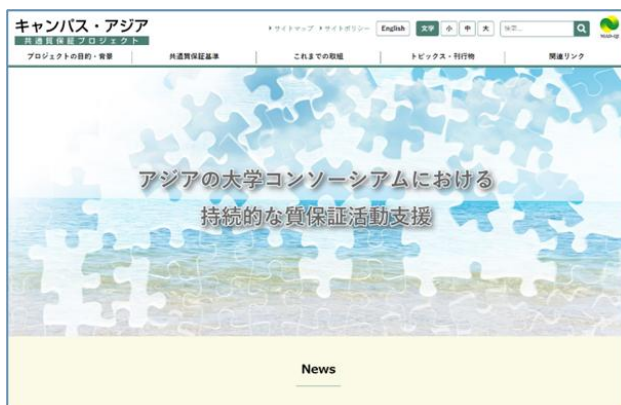 キャンパス・アジア
共通質保証プロジェクト
サイトマップ サイトポリシー English 文字 小 中 大 検索...
プロジェクトの目的・背景 共通質保証基準 これまでの取組 トピックス・刊行物 関連リンク
アジアの大学コンソーシアムにおける
持続的な質保証活動支援
News